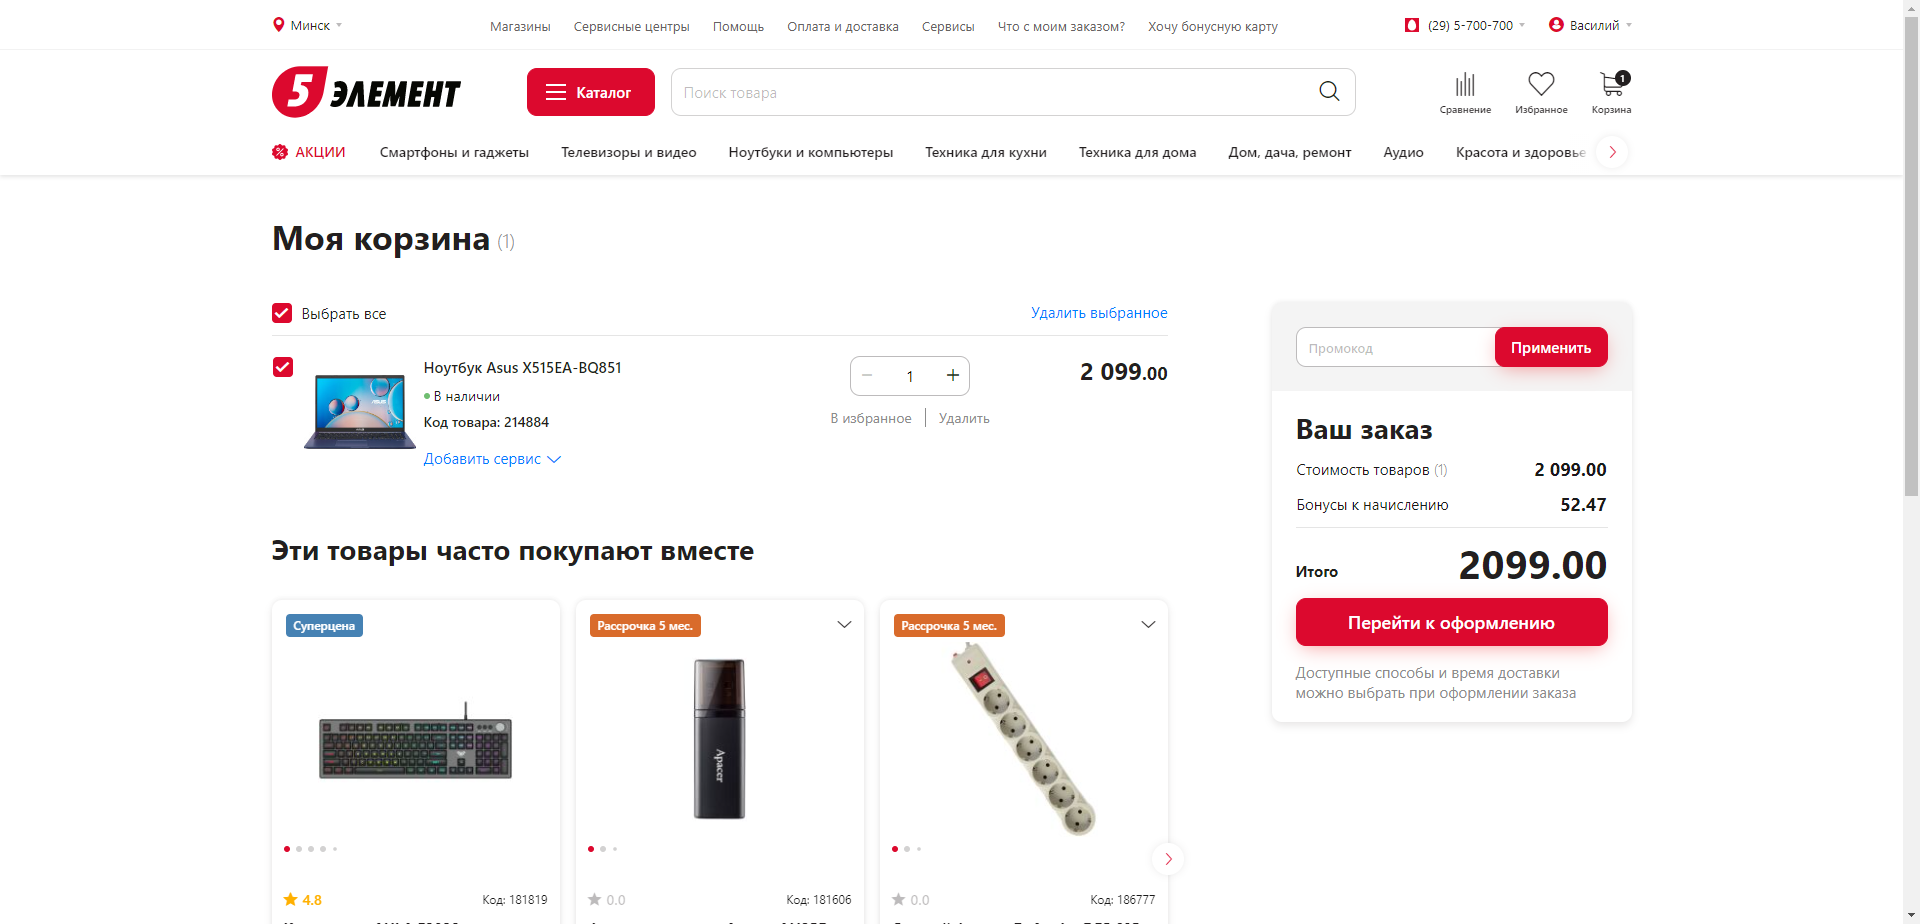 Минск
Магазины
Сервисные центры
Помощь
Оплата и доставка
Сервисы
Что с моим заказом?
Хочу бонусную карту
(29) 5-700-700
Василий
5 ЭЛЕМЕНТ
Каталог
Поиск товара
Сравнение
Избранное
1
Корзина
АКЦИИ
Смартфоны и гаджеты
Телевизоры и видео
Ноутбуки и компьютеры
Техника для кухни
Техника для дома
Дом, дача, ремонт
Аудио
Красота и здоровье
Моя корзина (1)
Выбрать все
Удалить выбранное
Ноутбук Asus X515EA-BQ851
В наличии
Код товара: 214884
Добавить сервис
1
В избранное
Удалить
2 099.00
Промокод
Применить
Ваш заказ
Стоимость товаров (1)
2 099.00
Бонусы к начислению
52.47
Итого
2099.00
Перейти к оформлению
Доступные способы и время доставки
можно выбрать при оформлении заказа
Эти товары часто покупают вместе
Суперцена
4.8
Код: 181819
Рассрочка 5 мес.
Apacer
0.0
Код: 181606
Рассрочка 5 мес.
0.0
Код: 186777